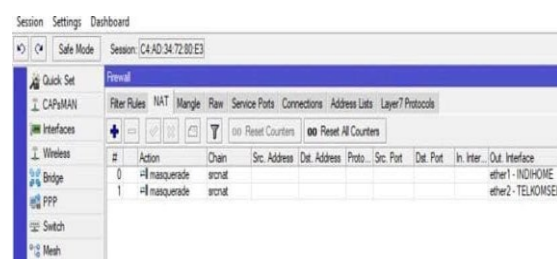 Session Settings Dashboard
Safe Mode Session: C4:AD:34:72:80:E3
Quick Set
CAPsMAN
Interfaces
Wireless
Bridge
PPP
Switch
Mesh
Firewall
Filter Rules NAT Mangle Raw Service Ports Connections Address Lists Layer7 Protocols
00 Reset Counters 00 Reset All Counters
# Action Chain Src. Address Dst. Address Proto... Src. Port Dst. Port In. Inter... Out. Interface
0 masquerade srcnat ether1 - INDIHOME
1 masquerade srcnat ether2 - TELKOMSE